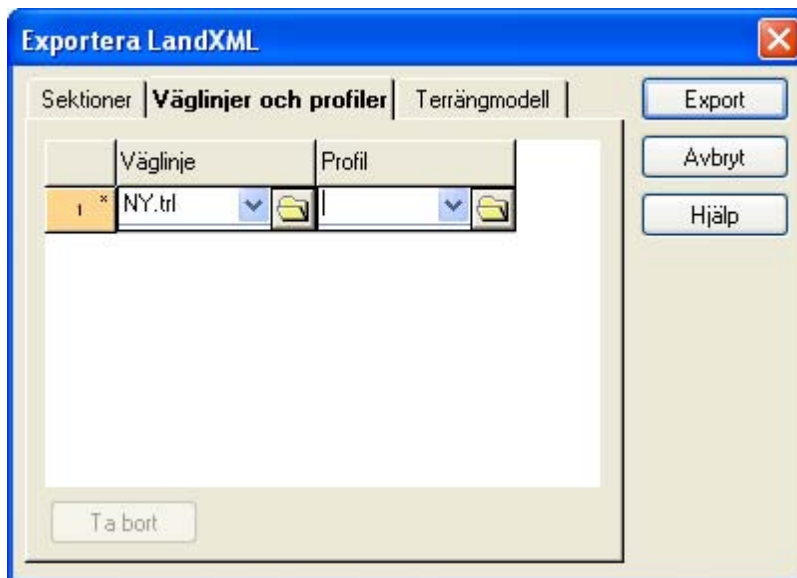 Exportera LandXML
Sektioner Väglinjer och profiler Terrängmodell
Export
Avbryt
Hjälp
Väglinje Profil
1 * NY.trl
Ta bort